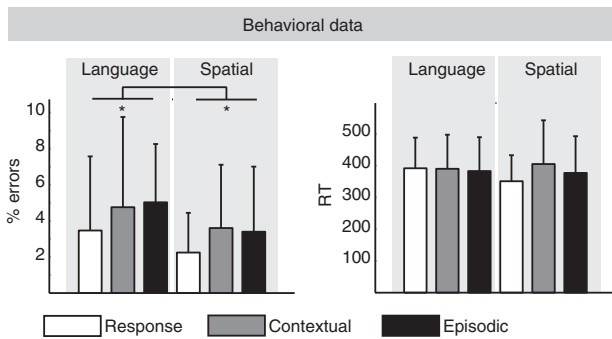 Behavioral data
Language Spatial
*
*
10
8
6
4
2
% errors
Language Spatial
500
400
300
200
100
RT
Response Contextual Episodic